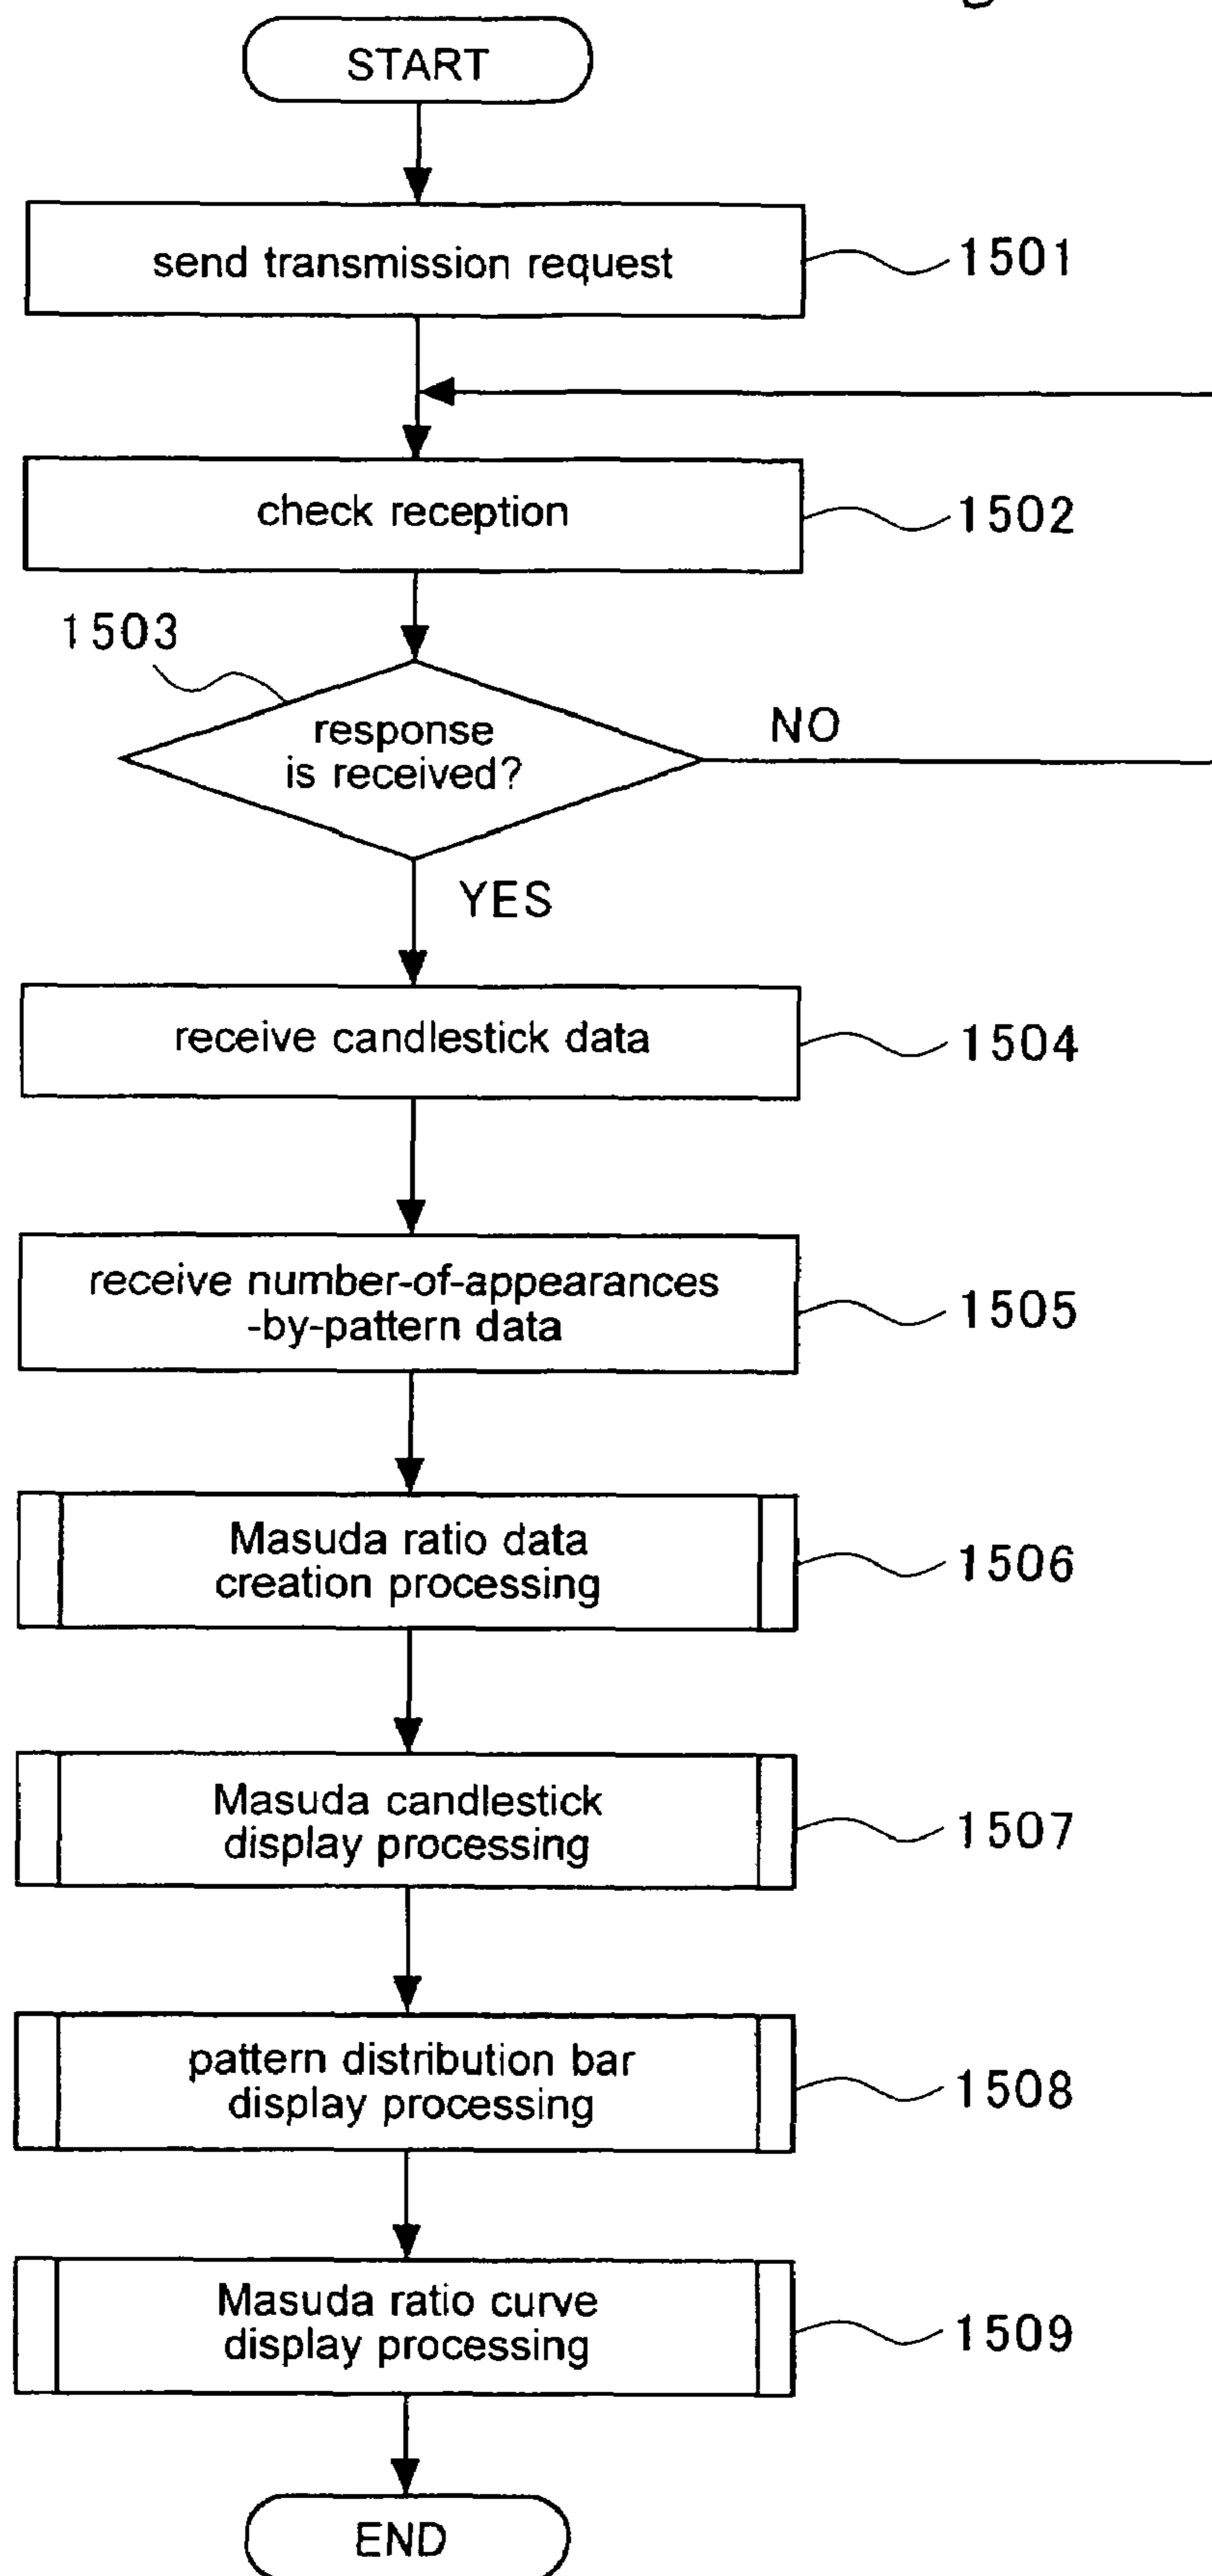 START
send transmission request
1501
check reception
1502
1503
response
is received?
NO
YES
receive candlestick data
1504
receive number-of-appearances
-by-pattern data
1505
Masuda ratio data
creation processing
1506
Masuda candlestick
display processing
1507
pattern distribution bar
display processing
1508
Masuda ratio curve
display processing
1509
END